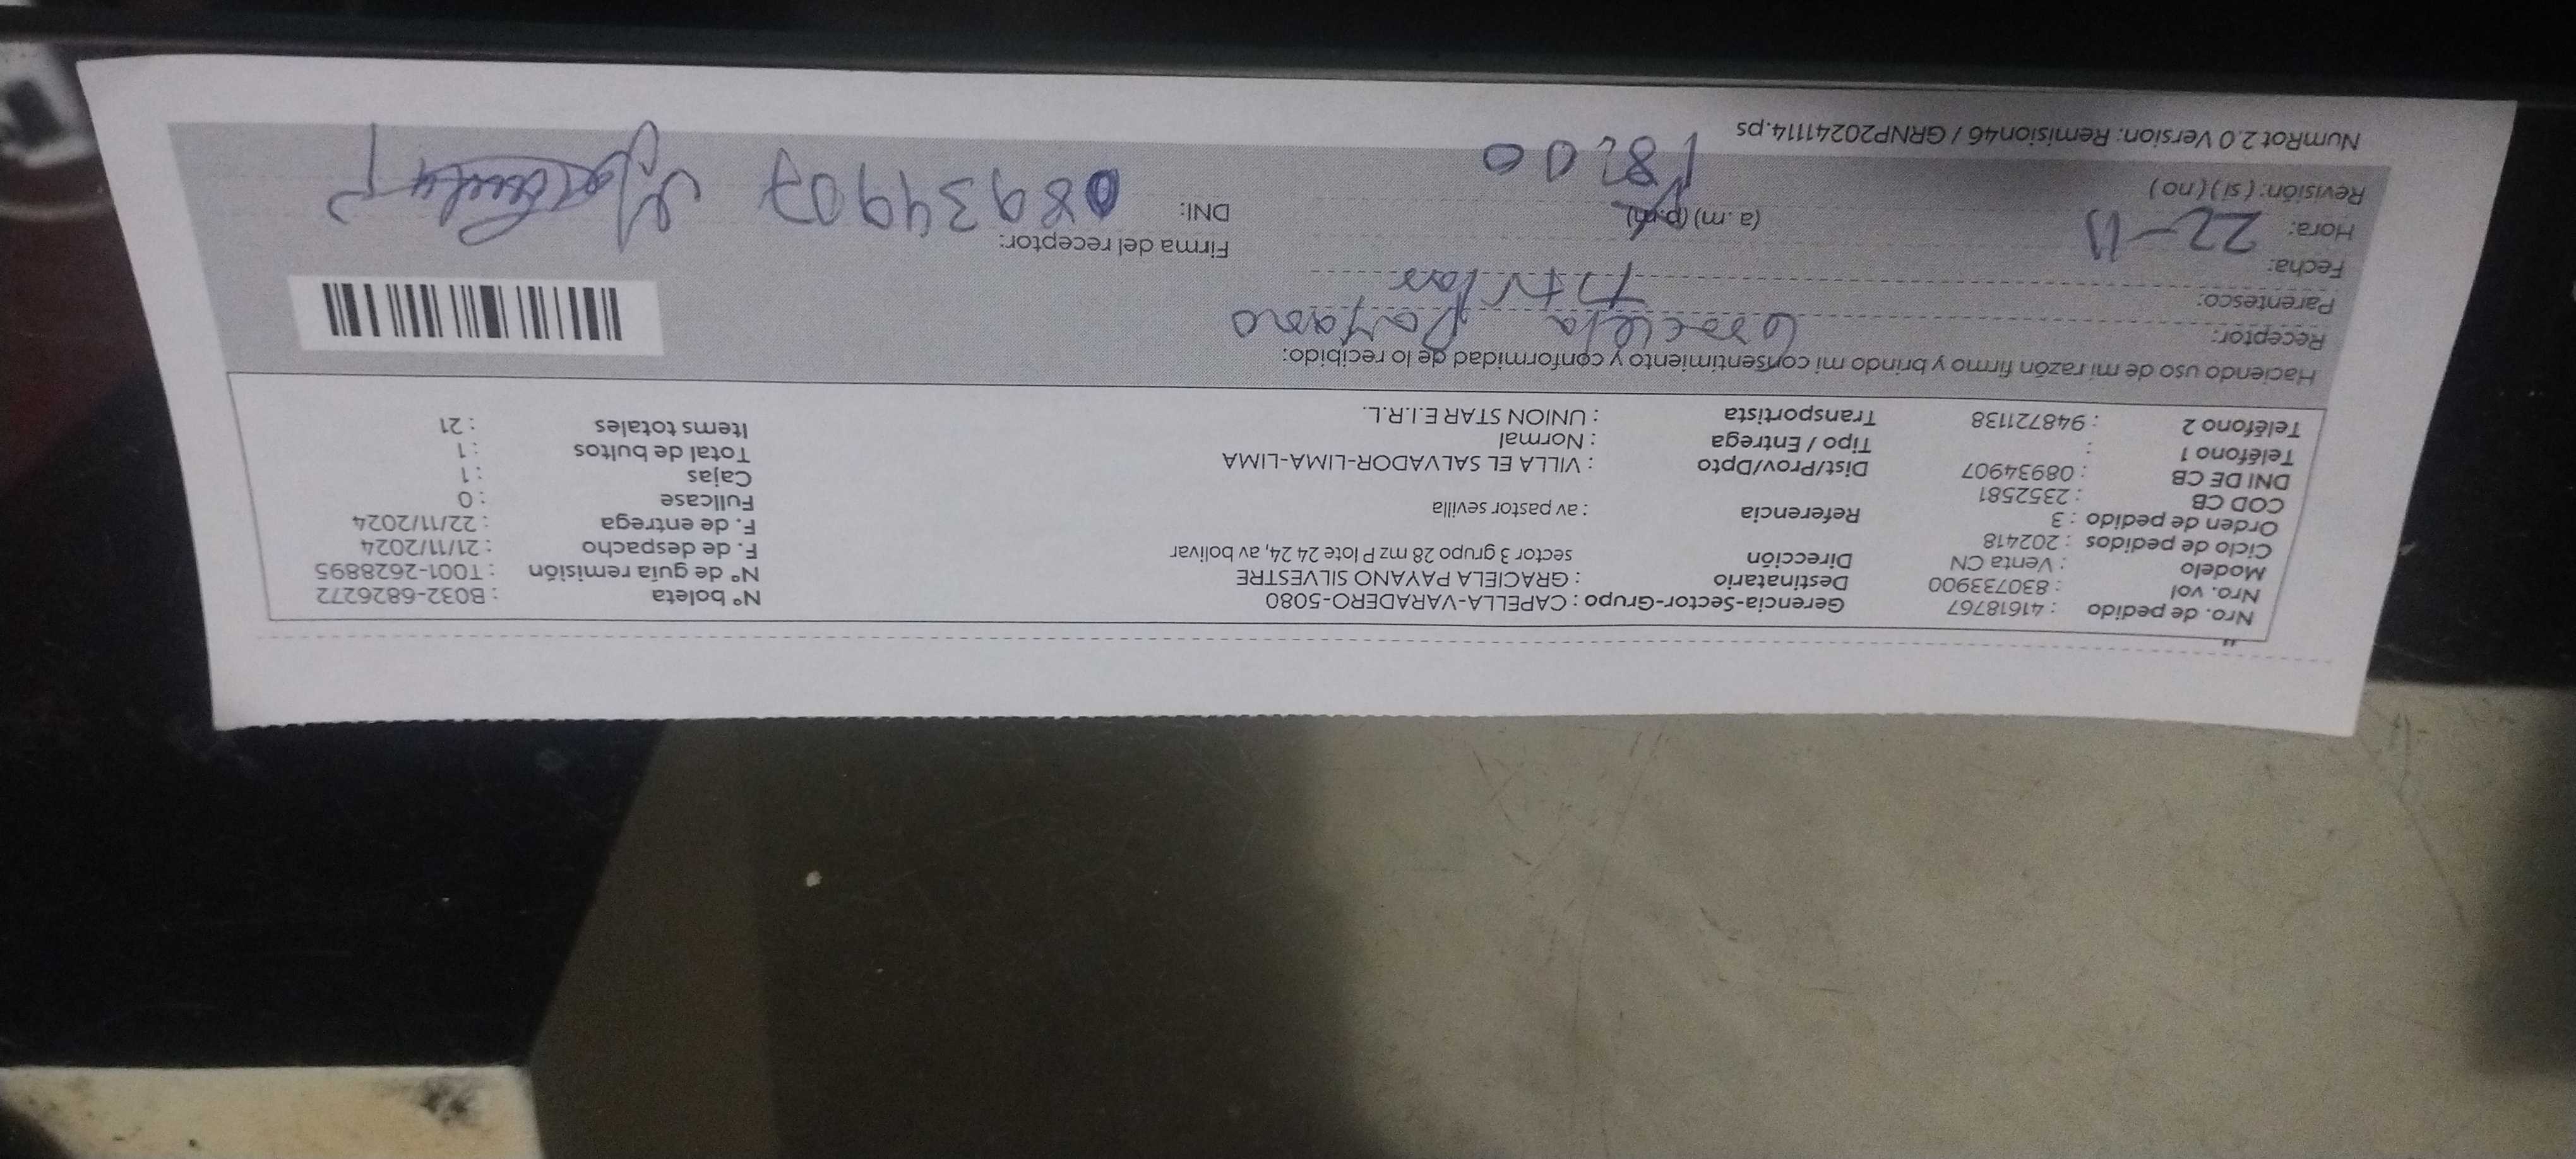 Nro. de pedido : 41618767 Gerencia-Sector-Grupo : CAPELLA-VARADERO-5080 N° boleta : B032-6826272
Nro. vol : 830733900 Destinatario : GRACIELA PAYANO SILVESTRE N° de guía remisión : T001-2628895
Modelo : Venta CN Dirección sector 3 grupo 28 mz P lote 24 24, av bolivar F. de despacho : 21/11/2024
Ciclo de pedidos : 202418 F. de entrega : 22/11/2024
Orden de pedido : 3 Referencia : av pastor sevilla Fullcase : 0
COD CB : 2352581 Cajas : 1
DNI DE CB : 08934907 Dist/Prov/Dpto : VILLA EL SALVADOR-LIMA-LIMA Total de bultos : 1
Teléfono 1 : Tipo / Entrega : Normal Items totales : 21
Teléfono 2 : 948721138 Transportista : UNION STAR E.I.R.L.
Haciendo uso de mi razón firmo y brindo mi consentimiento y conformidad de lo recibido:
Receptor: Graciela Payano
Parentesco: Titular
Fecha: 22-11
Firma del receptor:
Hora: (a.m) (p.m) 18:00
DNI: 08934907
Revisión: ( si ) ( no )
NumRot 2.0 Version: Remision46 / GRNP20241114.ps